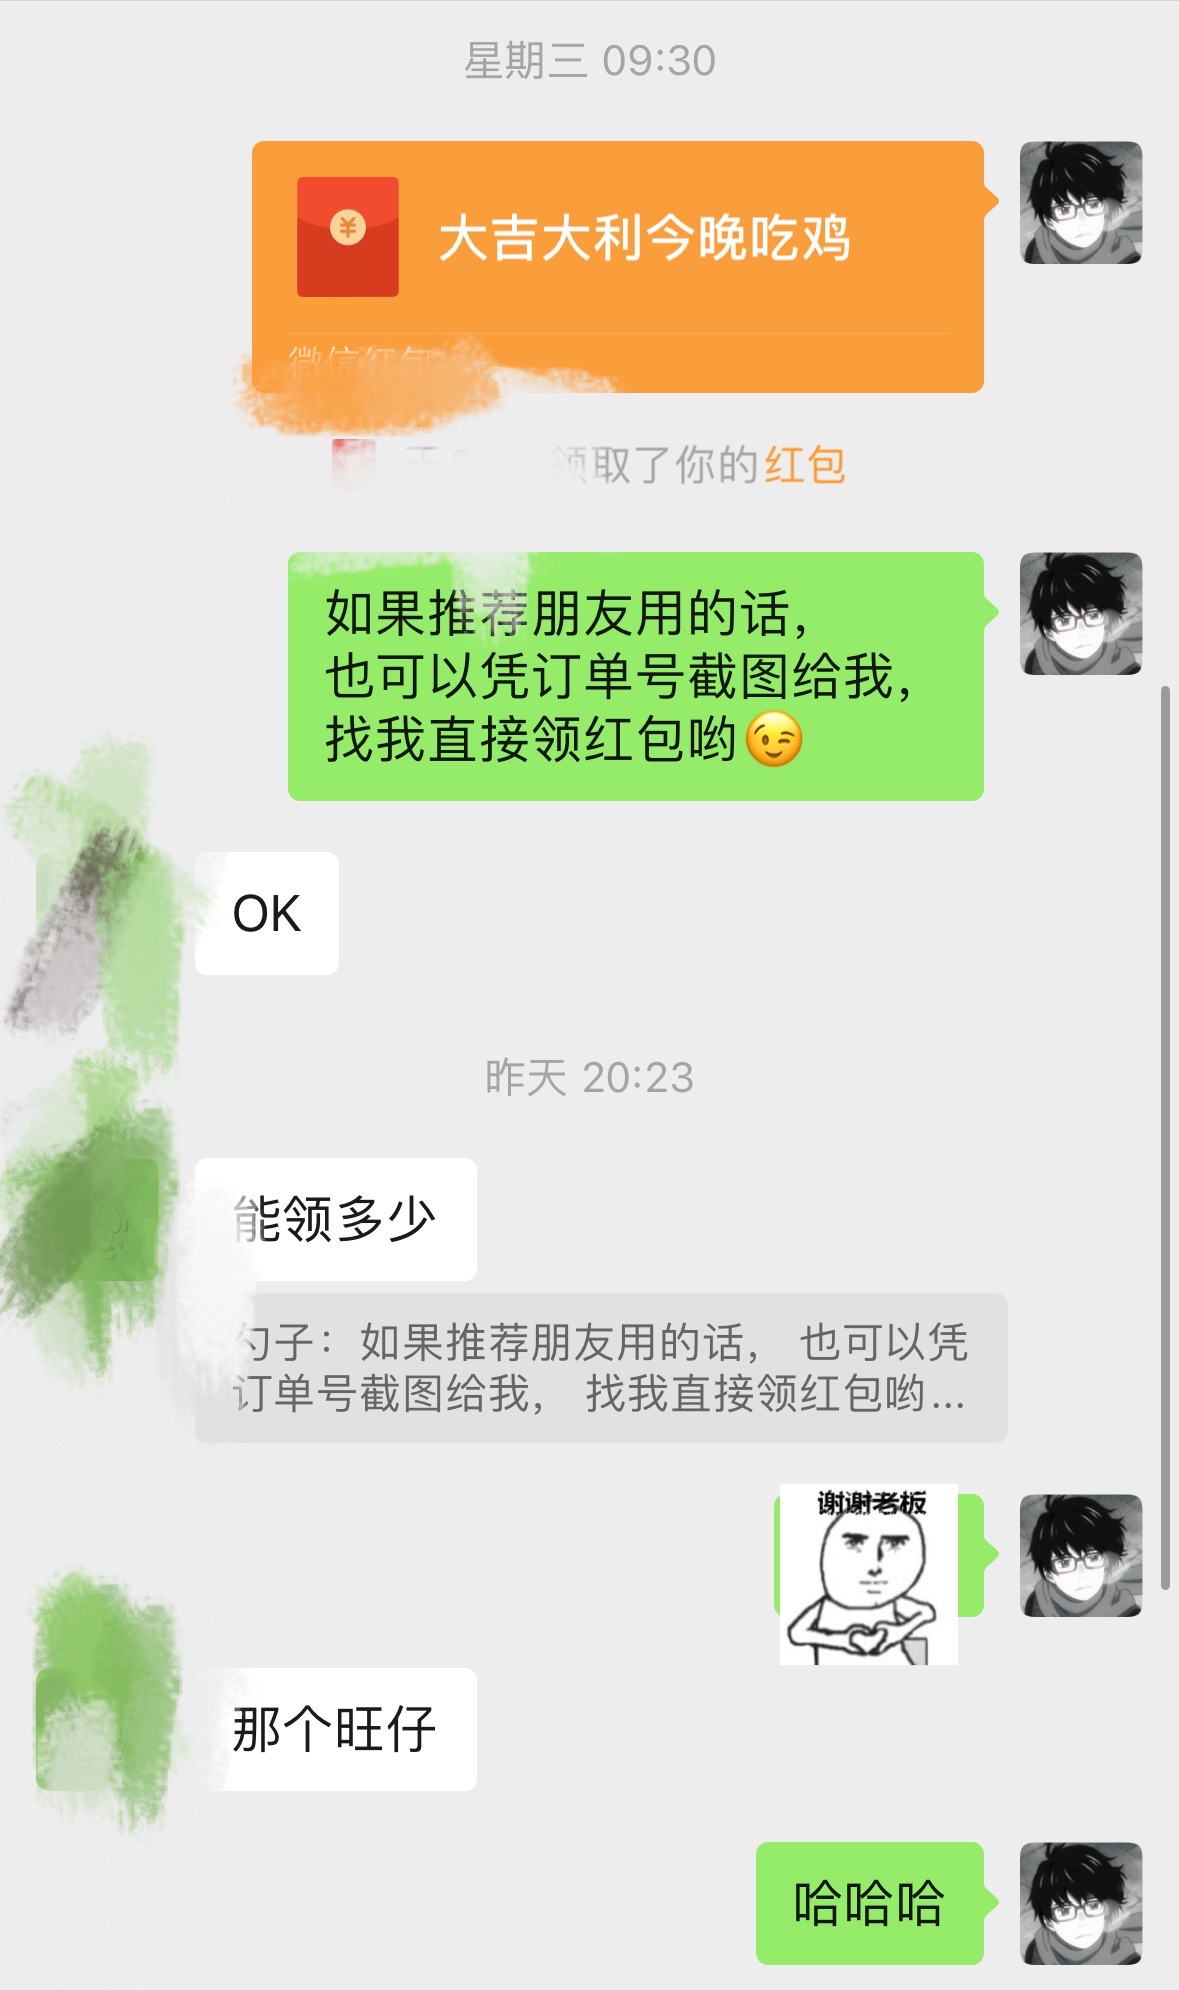 星期三 09:30
大吉大利今晚吃鸡
微信红包
领取了你的红包
如果推荐朋友用的话，
也可以凭订单号截图给我，
找我直接领红包哟😉
OK
昨天 20:23
能领多少
勺子：如果推荐朋友用的话， 也可以凭
订单号截图给我， 找我直接领红包哟...
谢谢老板
那个旺仔
哈哈哈